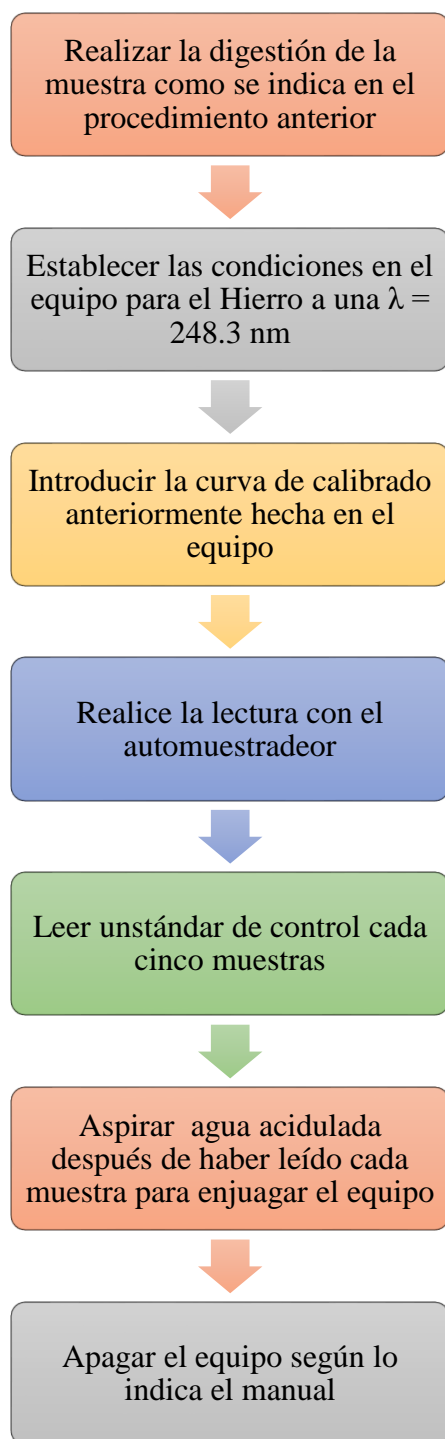 Realizar la digestión de la
muestra como se indica en el
procedimiento anterior
Establecer las condiciones en el
equipo para el Hierro a una λ =
248.3 nm
Introducir la curva de calibrado
anteriormente hecha en el
equipo
Realice la lectura con el
automuestradeor
Leer unstándar de control cada
cinco muestras
Aspirar agua acidulada
después de haber leído cada
muestra para enjuagar el equipo
Apagar el equipo según lo
indica el manual